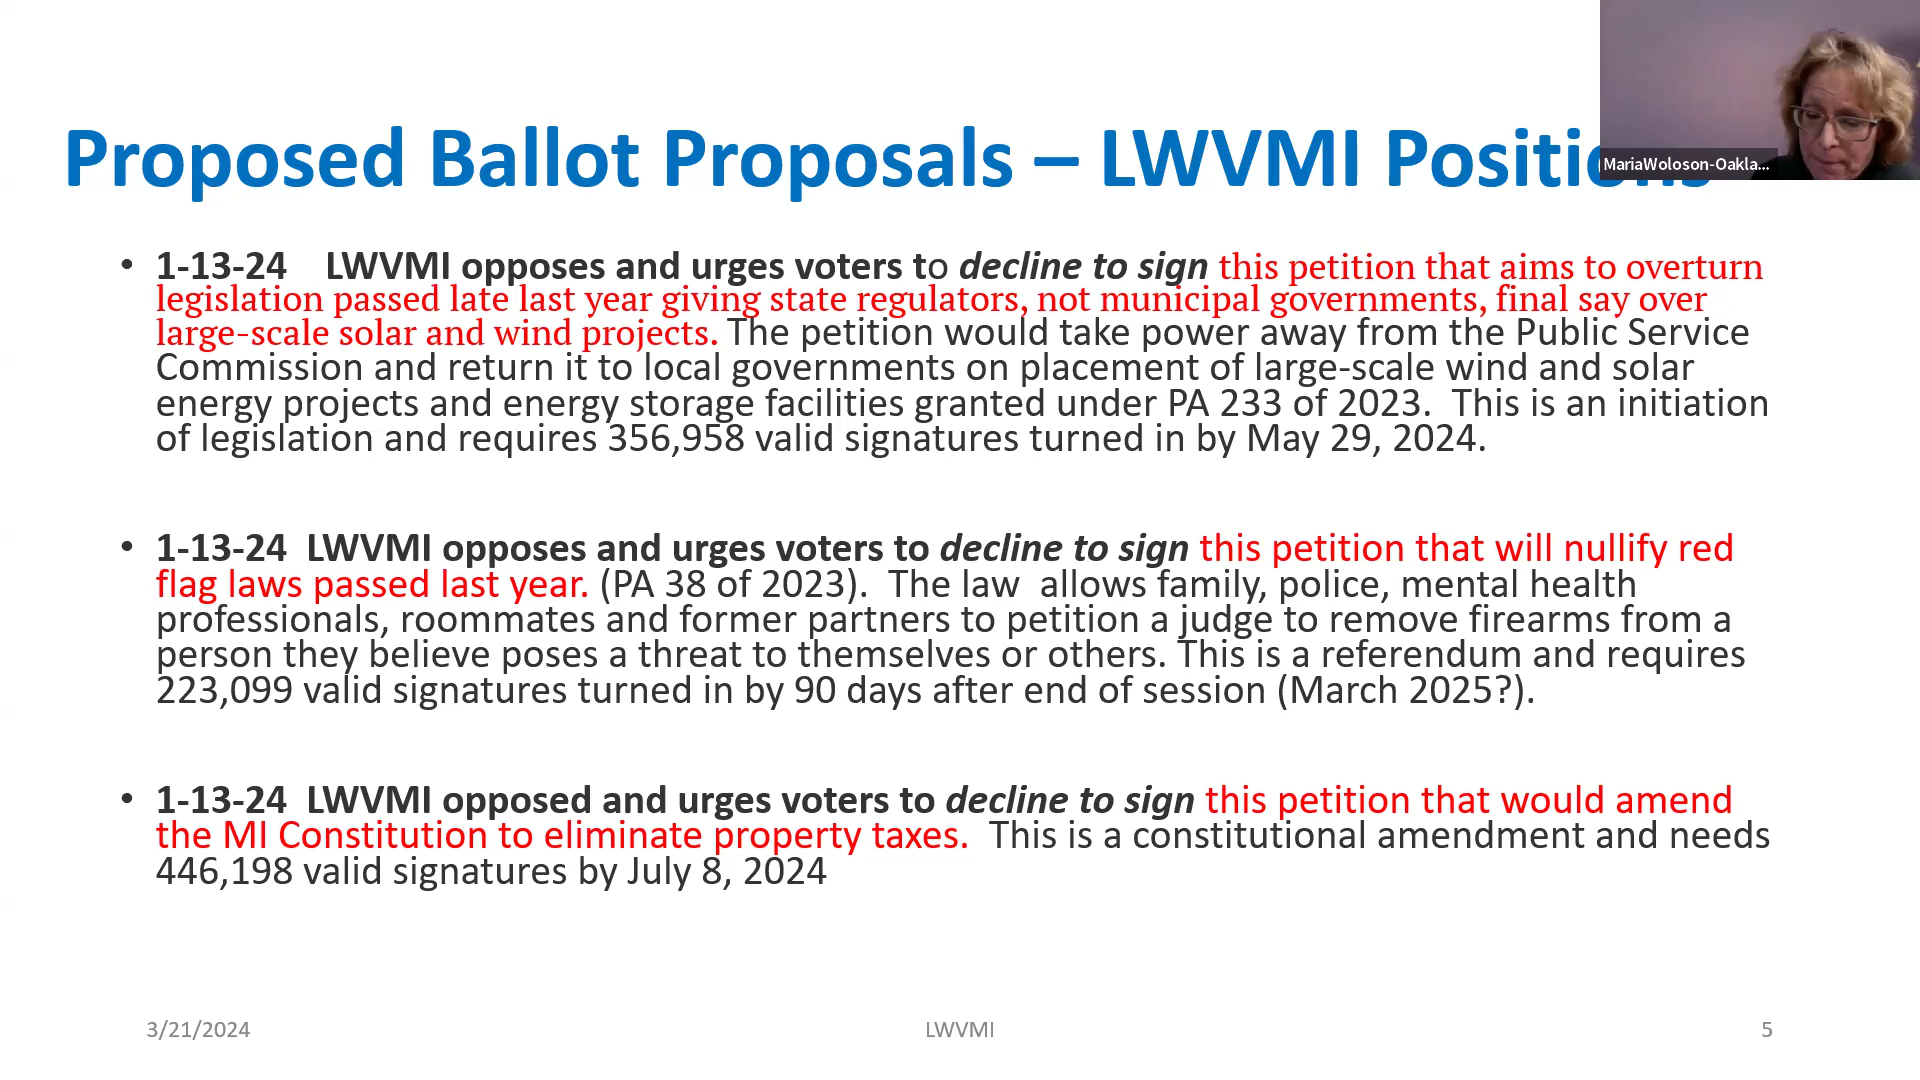 Proposed Ballot Proposals – LWVMI Positions
MariaWoloson-Oakla...
• 1-13-24 LWVMI opposes and urges voters to decline to sign this petition that aims to overturn
legislation passed late last year giving state regulators, not municipal governments, final say over
large-scale solar and wind projects. The petition would take power away from the Public Service
Commission and return it to local governments on placement of large-scale wind and solar
energy projects and energy storage facilities granted under PA 233 of 2023. This is an initiation
of legislation and requires 356,958 valid signatures turned in by May 29, 2024.
• 1-13-24 LWVMI opposes and urges voters to decline to sign this petition that will nullify red
flag laws passed last year. (PA 38 of 2023). The law allows family, police, mental health
professionals, roommates and former partners to petition a judge to remove firearms from a
person they believe poses a threat to themselves or others. This is a referendum and requires
223,099 valid signatures turned in by 90 days after end of session (March 2025?).
• 1-13-24 LWVMI opposed and urges voters to decline to sign this petition that would amend
the MI Constitution to eliminate property taxes. This is a constitutional amendment and needs
446,198 valid signatures by July 8, 2024
3/21/2024
LWVMI
5